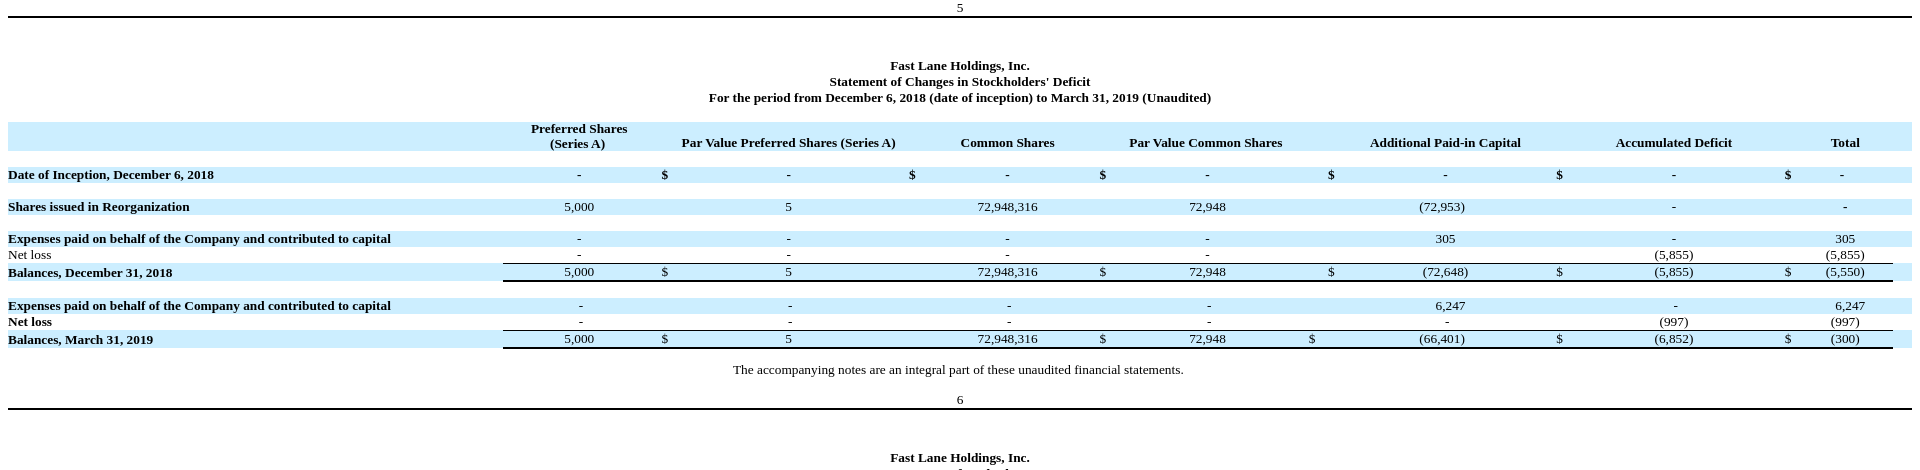 5
Fast Lane Holdings, Inc.
Statement of Changes in Stockholders' Deficit
For the period from December 6, 2018 (date of inception) to March 31, 2019 (Unaudited)
Preferred Shares (Series A) Par Value Preferred Shares (Series A) Common Shares Par Value Common Shares Additional Paid-in Capital Accumulated Deficit Total
Date of Inception, December 6, 2018 - $ - $ - $ - $ - $ - $ -
Shares issued in Reorganization 5,000 5 72,948,316 72,948 (72,953) - -
Expenses paid on behalf of the Company and contributed to capital - - - - 305 - 305
Net loss - - - - (5,855) (5,855)
Balances, December 31, 2018 5,000 $ 5 72,948,316 $ 72,948 $ (72,648) $ (5,855) $ (5,550)
Expenses paid on behalf of the Company and contributed to capital - - - - 6,247 - 6,247
Net loss - - - - - (997) (997)
Balances, March 31, 2019 5,000 $ 5 72,948,316 $ 72,948 $ (66,401) $ (6,852) $ (300)
The accompanying notes are an integral part of these unaudited financial statements.
6
Fast Lane Holdings, Inc.